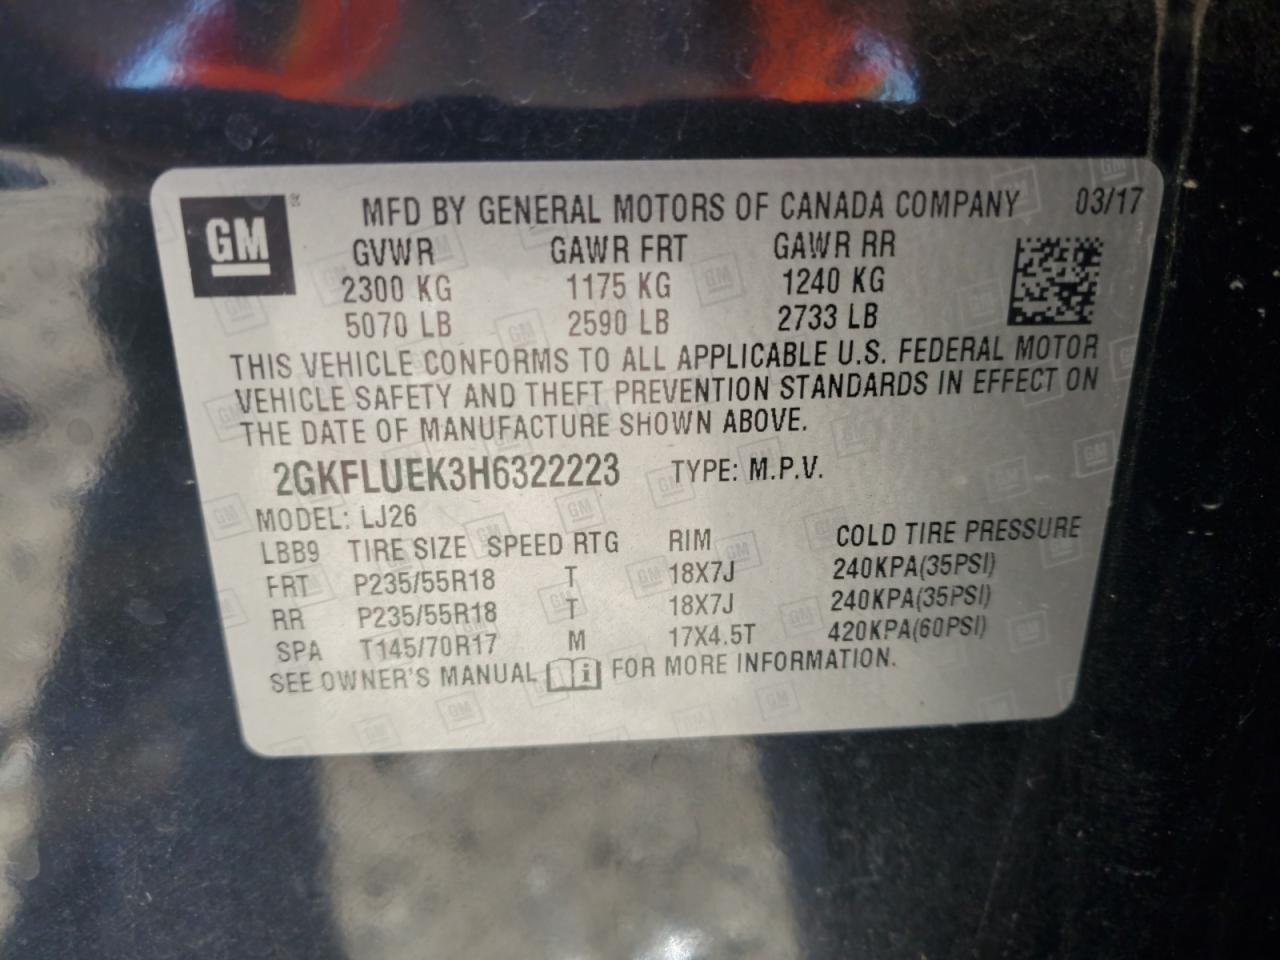 GM ® MFD BY GENERAL MOTORS OF CANADA COMPANY 03/17
GVWR GAWR FRT GAWR RR
2300 KG 1175 KG 1240 KG
5070 LB 2590 LB 2733 LB
THIS VEHICLE CONFORMS TO ALL APPLICABLE U.S. FEDERAL MOTOR
VEHICLE SAFETY AND THEFT PREVENTION STANDARDS IN EFFECT ON
THE DATE OF MANUFACTURE SHOWN ABOVE.
2GKFLUEK3H6322223 TYPE: M.P.V.
MODEL: LJ26
LBB9 TIRE SIZE SPEED RTG RIM COLD TIRE PRESSURE
FRT P235/55R18 T 18X7J 240KPA(35PSI)
RR P235/55R18 T 18X7J 240KPA(35PSI)
SPA T145/70R17 M 17X4.5T 420KPA(60PSI)
SEE OWNER'S MANUAL i FOR MORE INFORMATION.